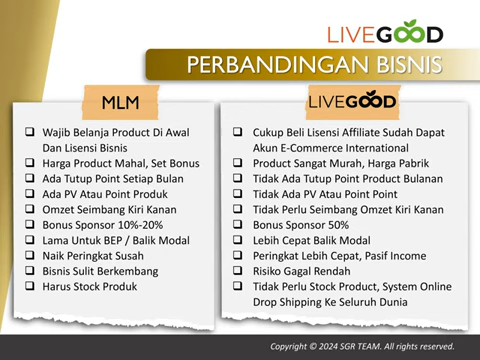 LIVEGOOD
PERBANDINGAN BISNIS
MLM
Wajib Belanja Product Di Awal
Dan Lisensi Bisnis
Harga Product Mahal, Set Bonus
Ada Tutup Point Setiap Bulan
Ada PV Atau Point Produk
Omzet Seimbang Kiri Kanan
Bonus Sponsor 10%-20%
Lama Untuk BEP / Balik Modal
Naik Peringkat Susah
Bisnis Sulit Berkembang
Harus Stock Produk
LIVEGOOD
Cukup Beli Lisensi Affiliate Sudah Dapat
Akun E-Commerce International
Product Sangat Murah, Harga Pabrik
Tidak Ada Tutup Point Product Bulanan
Tidak Ada PV Atau Point Point
Tidak Perlu Seimbang Omzet Kiri Kanan
Bonus Sponsor 50%
Lebih Cepat Balik Modal
Peringkat Lebih Cepat, Pasif Income
Risiko Gagal Rendah
Tidak Perlu Stock Product, System Online
Drop Shipping Ke Seluruh Dunia
Copyright © 2024 SGR TEAM. All rights reserved.